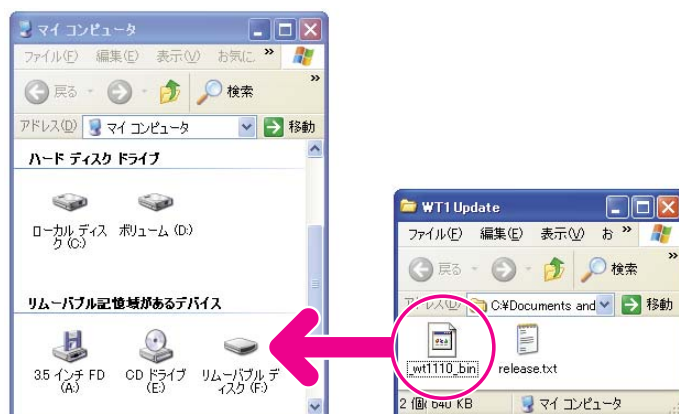 マイ コンピュータ
ファイル(F) 編集(E) 表示(V) お気に »
戻る 検索 »
アドレス(D) マイ コンピュータ 移動
ハード ディスク ドライブ
ローカル ディスク (C:)
ボリューム (D:)
リムーバブル記憶域があるデバイス
3.5 インチ FD
(A:)
CD ドライブ
(E:)
リムーバブル ディスク (F:)
WT1 Update
ファイル(F) 編集(E) 表示(V) お »
戻る 検索 »
アドレス(D) C:¥Documents and 移動
_wt1110_bin
release.txt
2 個( 640 KB マイ コンピュータ